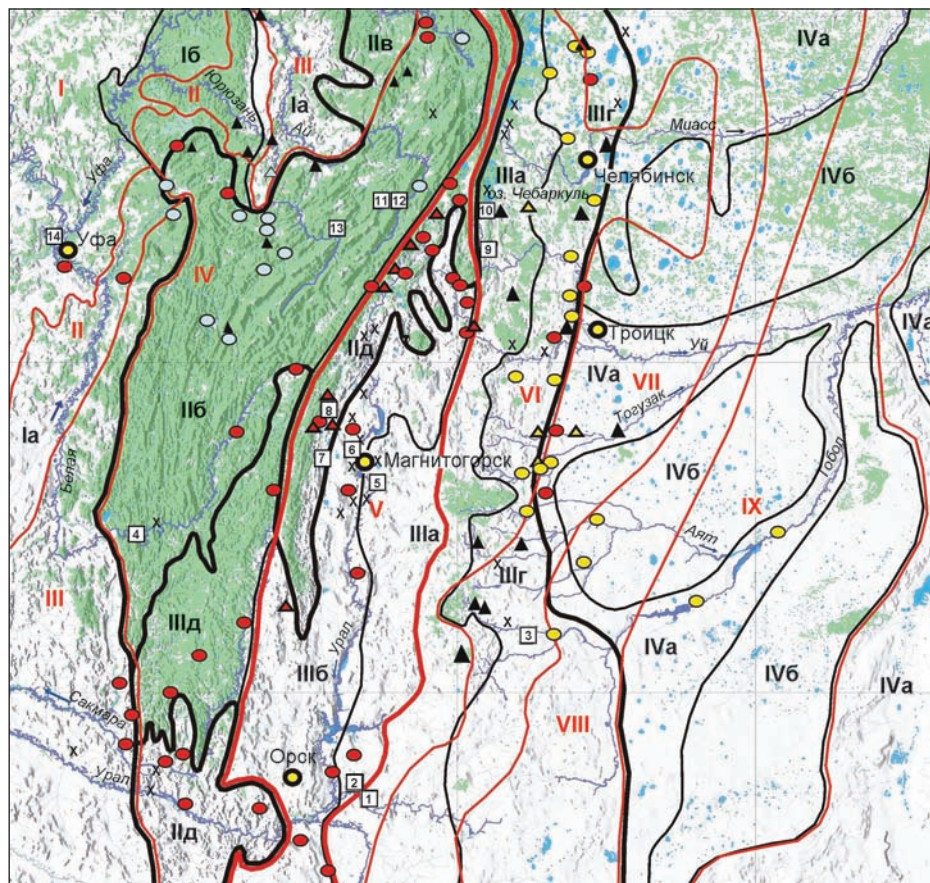 Iб
IIв
IVа
I
III
II
Юрюзань
Iа
Ай
IIIг
Миасс
Уфа
IIIа
Челябинск
IVб
оз. Чебаркуль
11 12
10
13
14
Уфа
9
IV
II
Троицк
IVа
Уй
IIд
IVа
VI
VII
Тогузак
IIб
8
Iа
6
7
Магнитогорск
Тобол
Белая
5
IVб
V
IX
4
IIIа
Аят
IIIг
III
IIIд
3
Урал
IVа
IIIб
IVб
IVа
Сакмара
VIII
Орск
Урал
2
1
IIд